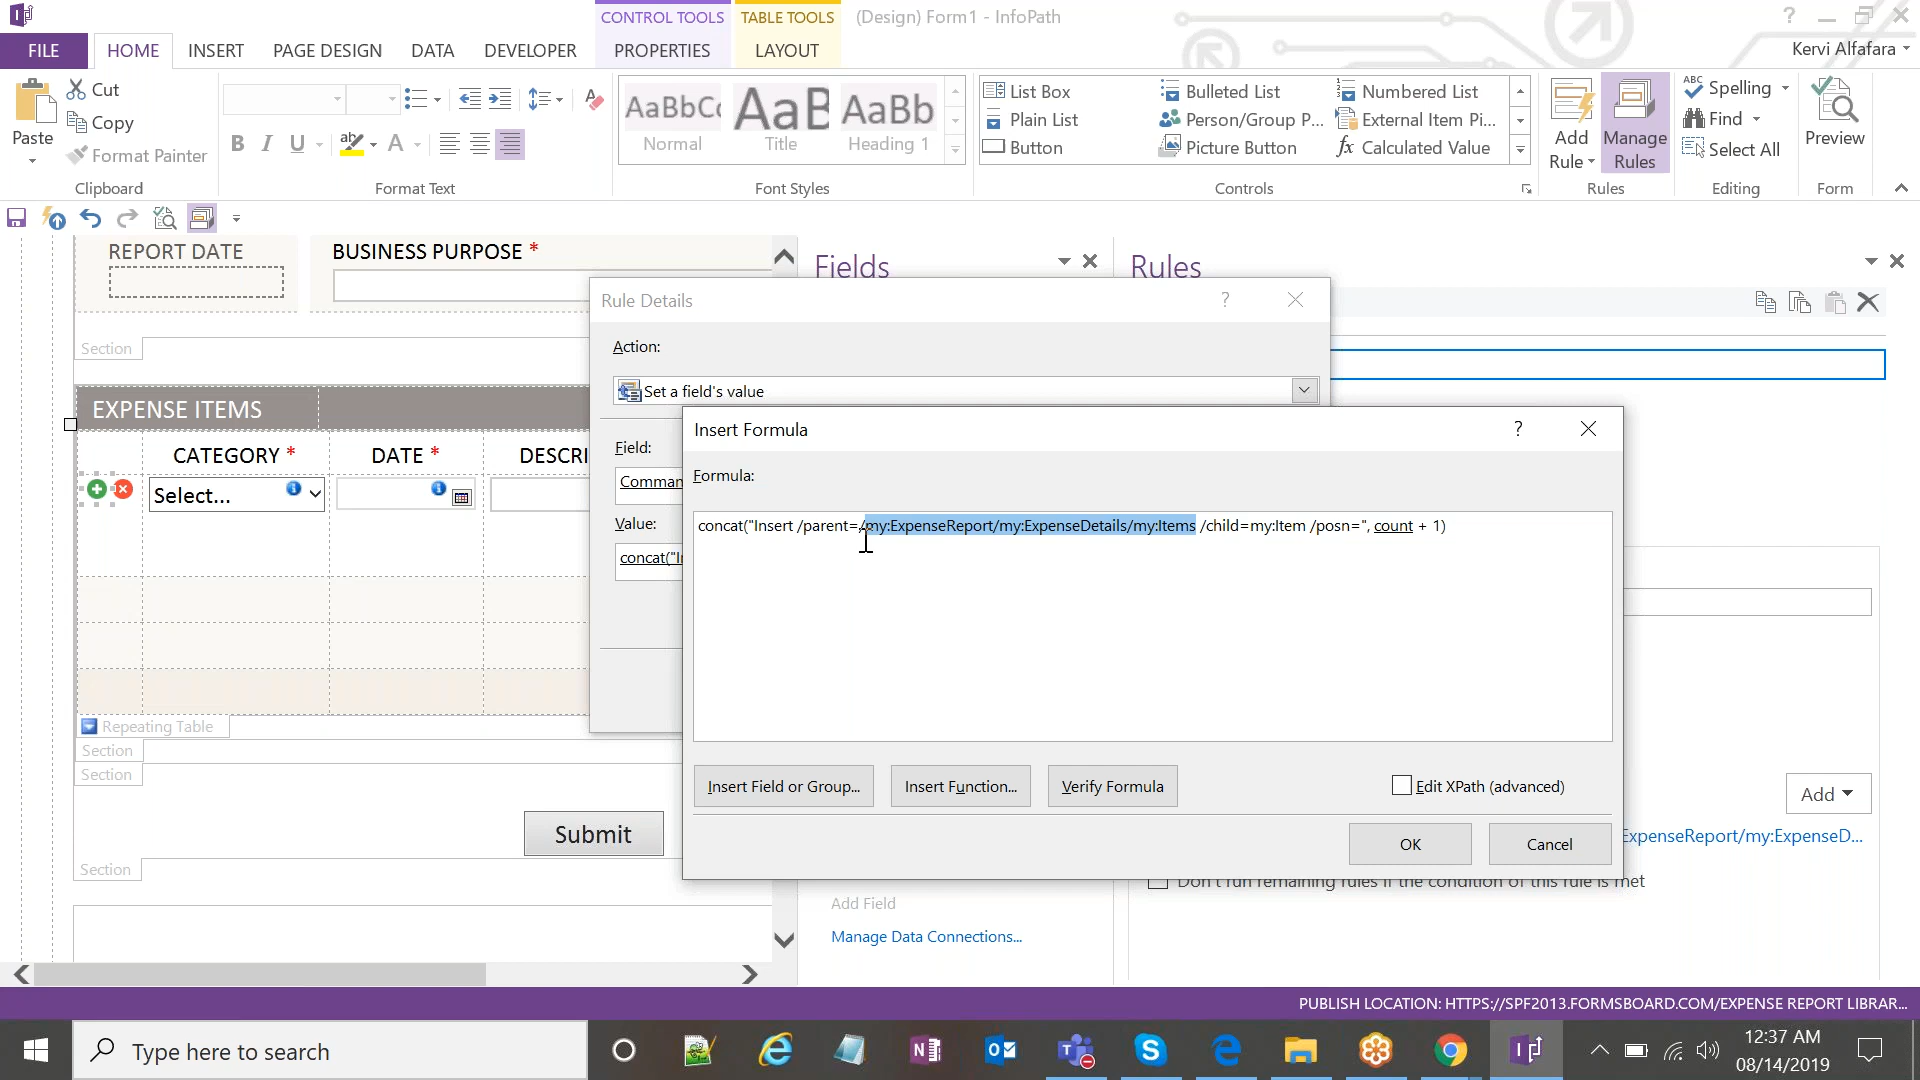 CONTROL TOOLS
TABLE TOOLS
(Design) Form1 - InfoPath
?
FILE
HOME
INSERT
PAGE DESIGN
DATA
DEVELOPER
PROPERTIES
LAYOUT
Kervi Alfafara
Paste
Cut
Copy
Format Painter
Clipboard
B I U
A
Format Text
AaBbCc
Normal
AaB
Title
AaBb
Heading 1
Font Styles
List Box
Plain List
Button
Bulleted List
Person/Group P...
Picture Button
Numbered List
External Item Pi...
fx Calculated Value
Controls
Add
Rule
Manage
Rules
Rules
ABC
Spelling
Find
Select All
Editing
Preview
Form
REPORT DATE
BUSINESS PURPOSE *
Section
EXPENSE ITEMS
CATEGORY *
DATE *
DESCRI
Select...
Repeating Table
Section
Section
Submit
Section
Fields
Rules
Rule Details
?
Action:
Set a field's value
Field:
Comman
Value:
Insert Formula
?
Formula:
concat("Insert /parent=/my:ExpenseReport/my:ExpenseDetails/my:Items /child=my:Item /posn=", count + 1)
Insert Field or Group...
Insert Function...
Verify Formula
Edit XPath (advanced)
OK
Cancel
Add
ExpenseReport/my:ExpenseD...
Don't run remaining rules if the condition of this rule is met
Add Field
Manage Data Connections...
PUBLISH LOCATION: HTTPS://SPF2013.FORMSBOARD.COM/EXPENSE REPORT LIBRAR...
Type here to search
12:37 AM
08/14/2019